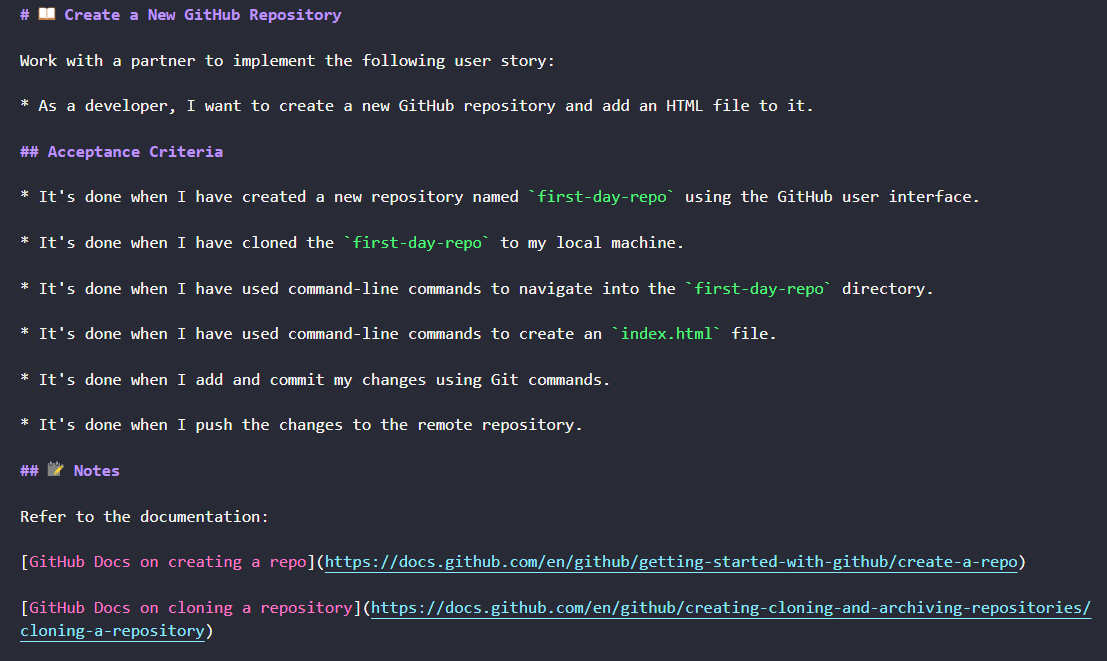 # 📖 Create a New GitHub Repository
Work with a partner to implement the following user story:
* As a developer, I want to create a new GitHub repository and add an HTML file to it.
## Acceptance Criteria
* It's done when I have created a new repository named `first-day-repo` using the GitHub user interface.
* It's done when I have cloned the `first-day-repo` to my local machine.
* It's done when I have used command-line commands to navigate into the `first-day-repo` directory.
* It's done when I have used command-line commands to create an `index.html` file.
* It's done when I add and commit my changes using Git commands.
* It's done when I push the changes to the remote repository.
## 📝 Notes
Refer to the documentation:
[GitHub Docs on creating a repo](https://docs.github.com/en/github/getting-started-with-github/create-a-repo)
[GitHub Docs on cloning a repository](https://docs.github.com/en/github/creating-cloning-and-archiving-repositories/
cloning-a-repository)